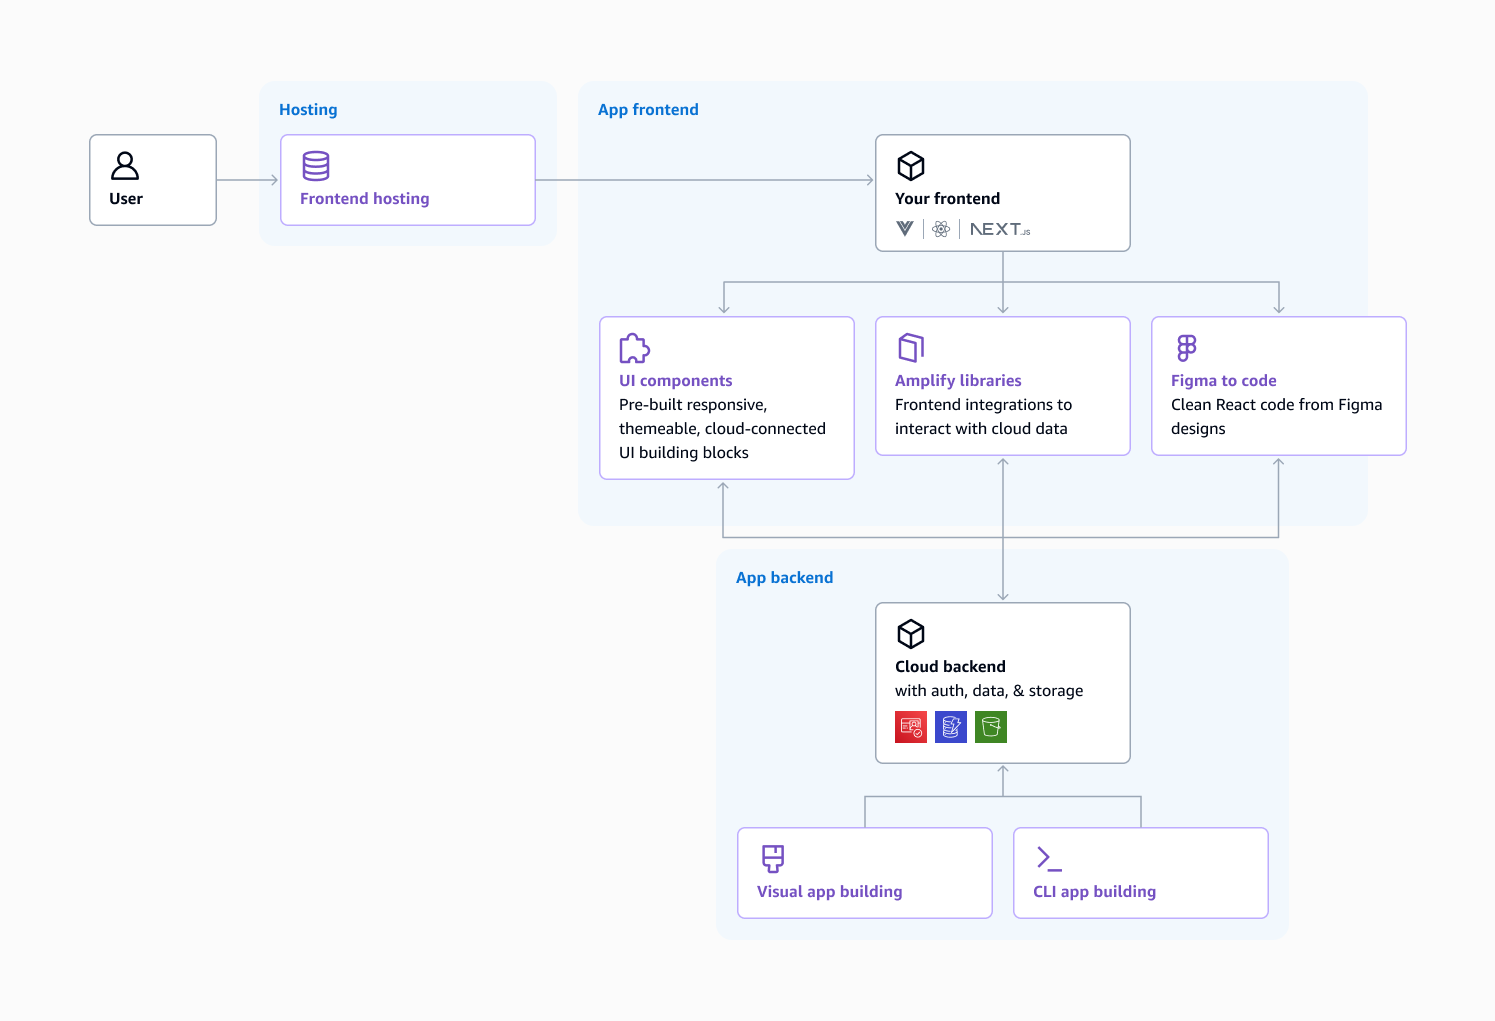 Hosting
App frontend
User
Frontend hosting
Your frontend
NEXT.JS
UI components
Pre-built responsive,
themeable, cloud-connected
UI building blocks
Amplify libraries
Frontend integrations to
interact with cloud data
Figma to code
Clean React code from Figma
designs
App backend
Cloud backend
with auth, data, & storage
Visual app building
CLI app building